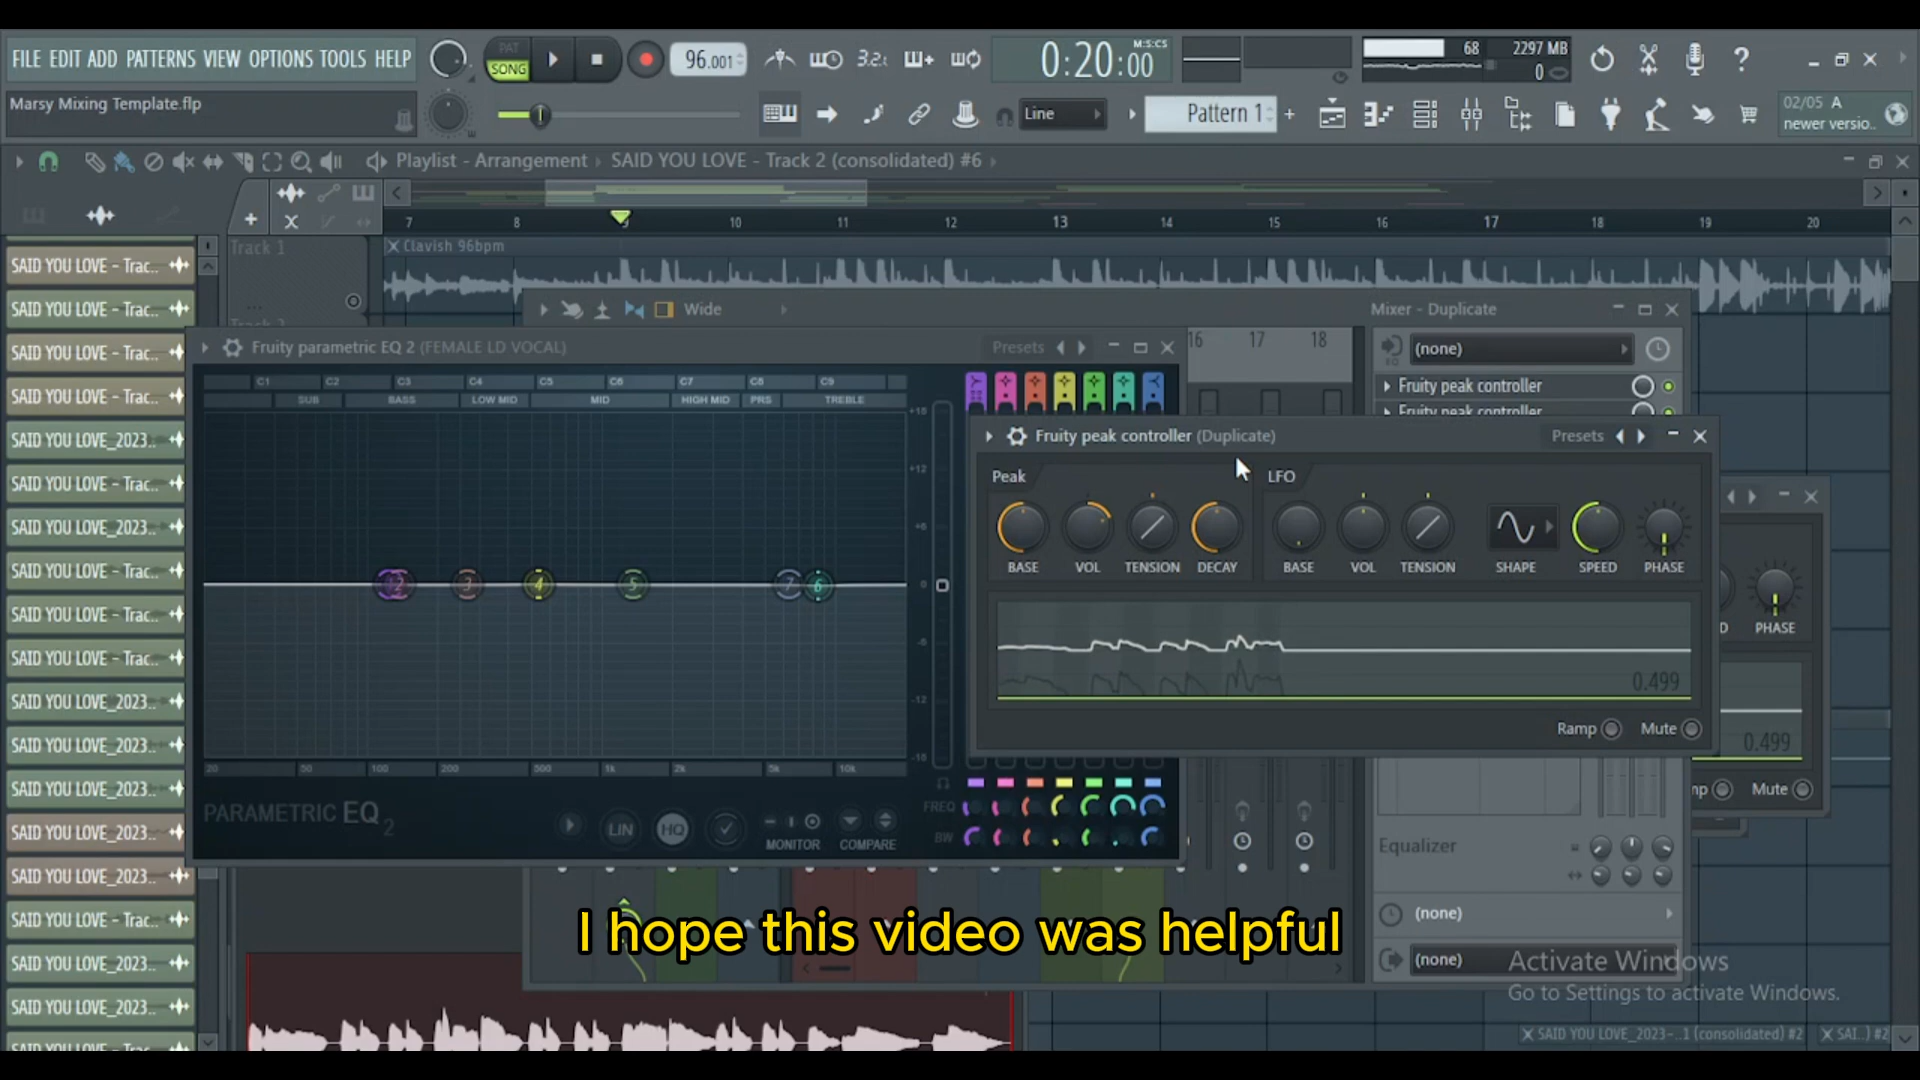 FILE EDIT ADD PATTERNS VIEW OPTIONS TOOLS HELP
PAT
SONG
96.001
3.2.
M:S:CS
0:20:00
68
2297 MB
0
Marsy Mixing Template.flp
Line
Pattern 1
02/05 A
newer versio..
Playlist - Arrangement › SAID YOU LOVE - Track 2 (consolidated) #6
7 8 9 10 11 12 13 14 15 16 17 18 19 20
Track 1
Clavish 96bpm
SAID YOU LOVE - Trac..
SAID YOU LOVE - Trac..
SAID YOU LOVE - Trac..
SAID YOU LOVE - Trac..
SAID YOU LOVE_2023..
SAID YOU LOVE - Trac..
SAID YOU LOVE_2023..
SAID YOU LOVE - Trac..
SAID YOU LOVE - Trac..
SAID YOU LOVE - Trac..
SAID YOU LOVE_2023..
SAID YOU LOVE_2023..
SAID YOU LOVE_2023..
SAID YOU LOVE_2023..
SAID YOU LOVE_2023..
SAID YOU LOVE - Trac..
SAID YOU LOVE_2023..
SAID YOU LOVE_2023..
SAID YOU LOVE - Trac..
Wide
Mixer - Duplicate
16 17 18
(none)
Fruity peak controller
Fruity peak controller
Fruity parametric EQ 2 (FEMALE LD VOCAL)
Presets
C1 C2 C3 C4 C5 C6 C7 C8 C9
SUB BASS LOW MID MID HIGH MID PRS TREBLE
+18
+12
+6
0
-6
-12
-18
2 3 4 5 7 6
20 50 100 200 500 1k 2k 5k 10k
PARAMETRIC EQ 2
LIN
HQ
MONITOR
COMPARE
FREQ
BW
Fruity peak controller (Duplicate)
Presets
Peak
LFO
BASE VOL TENSION DECAY
BASE VOL TENSION SHAPE SPEED PHASE
0.499
Ramp
Mute
D
PHASE
0.499
mp
Mute
Equalizer
(none)
(none)
I hope this video was helpful
Activate Windows
Go to Settings to activate Windows.
SAID YOU LOVE_2023-..1 (consolidated) #2
SAI..) #2